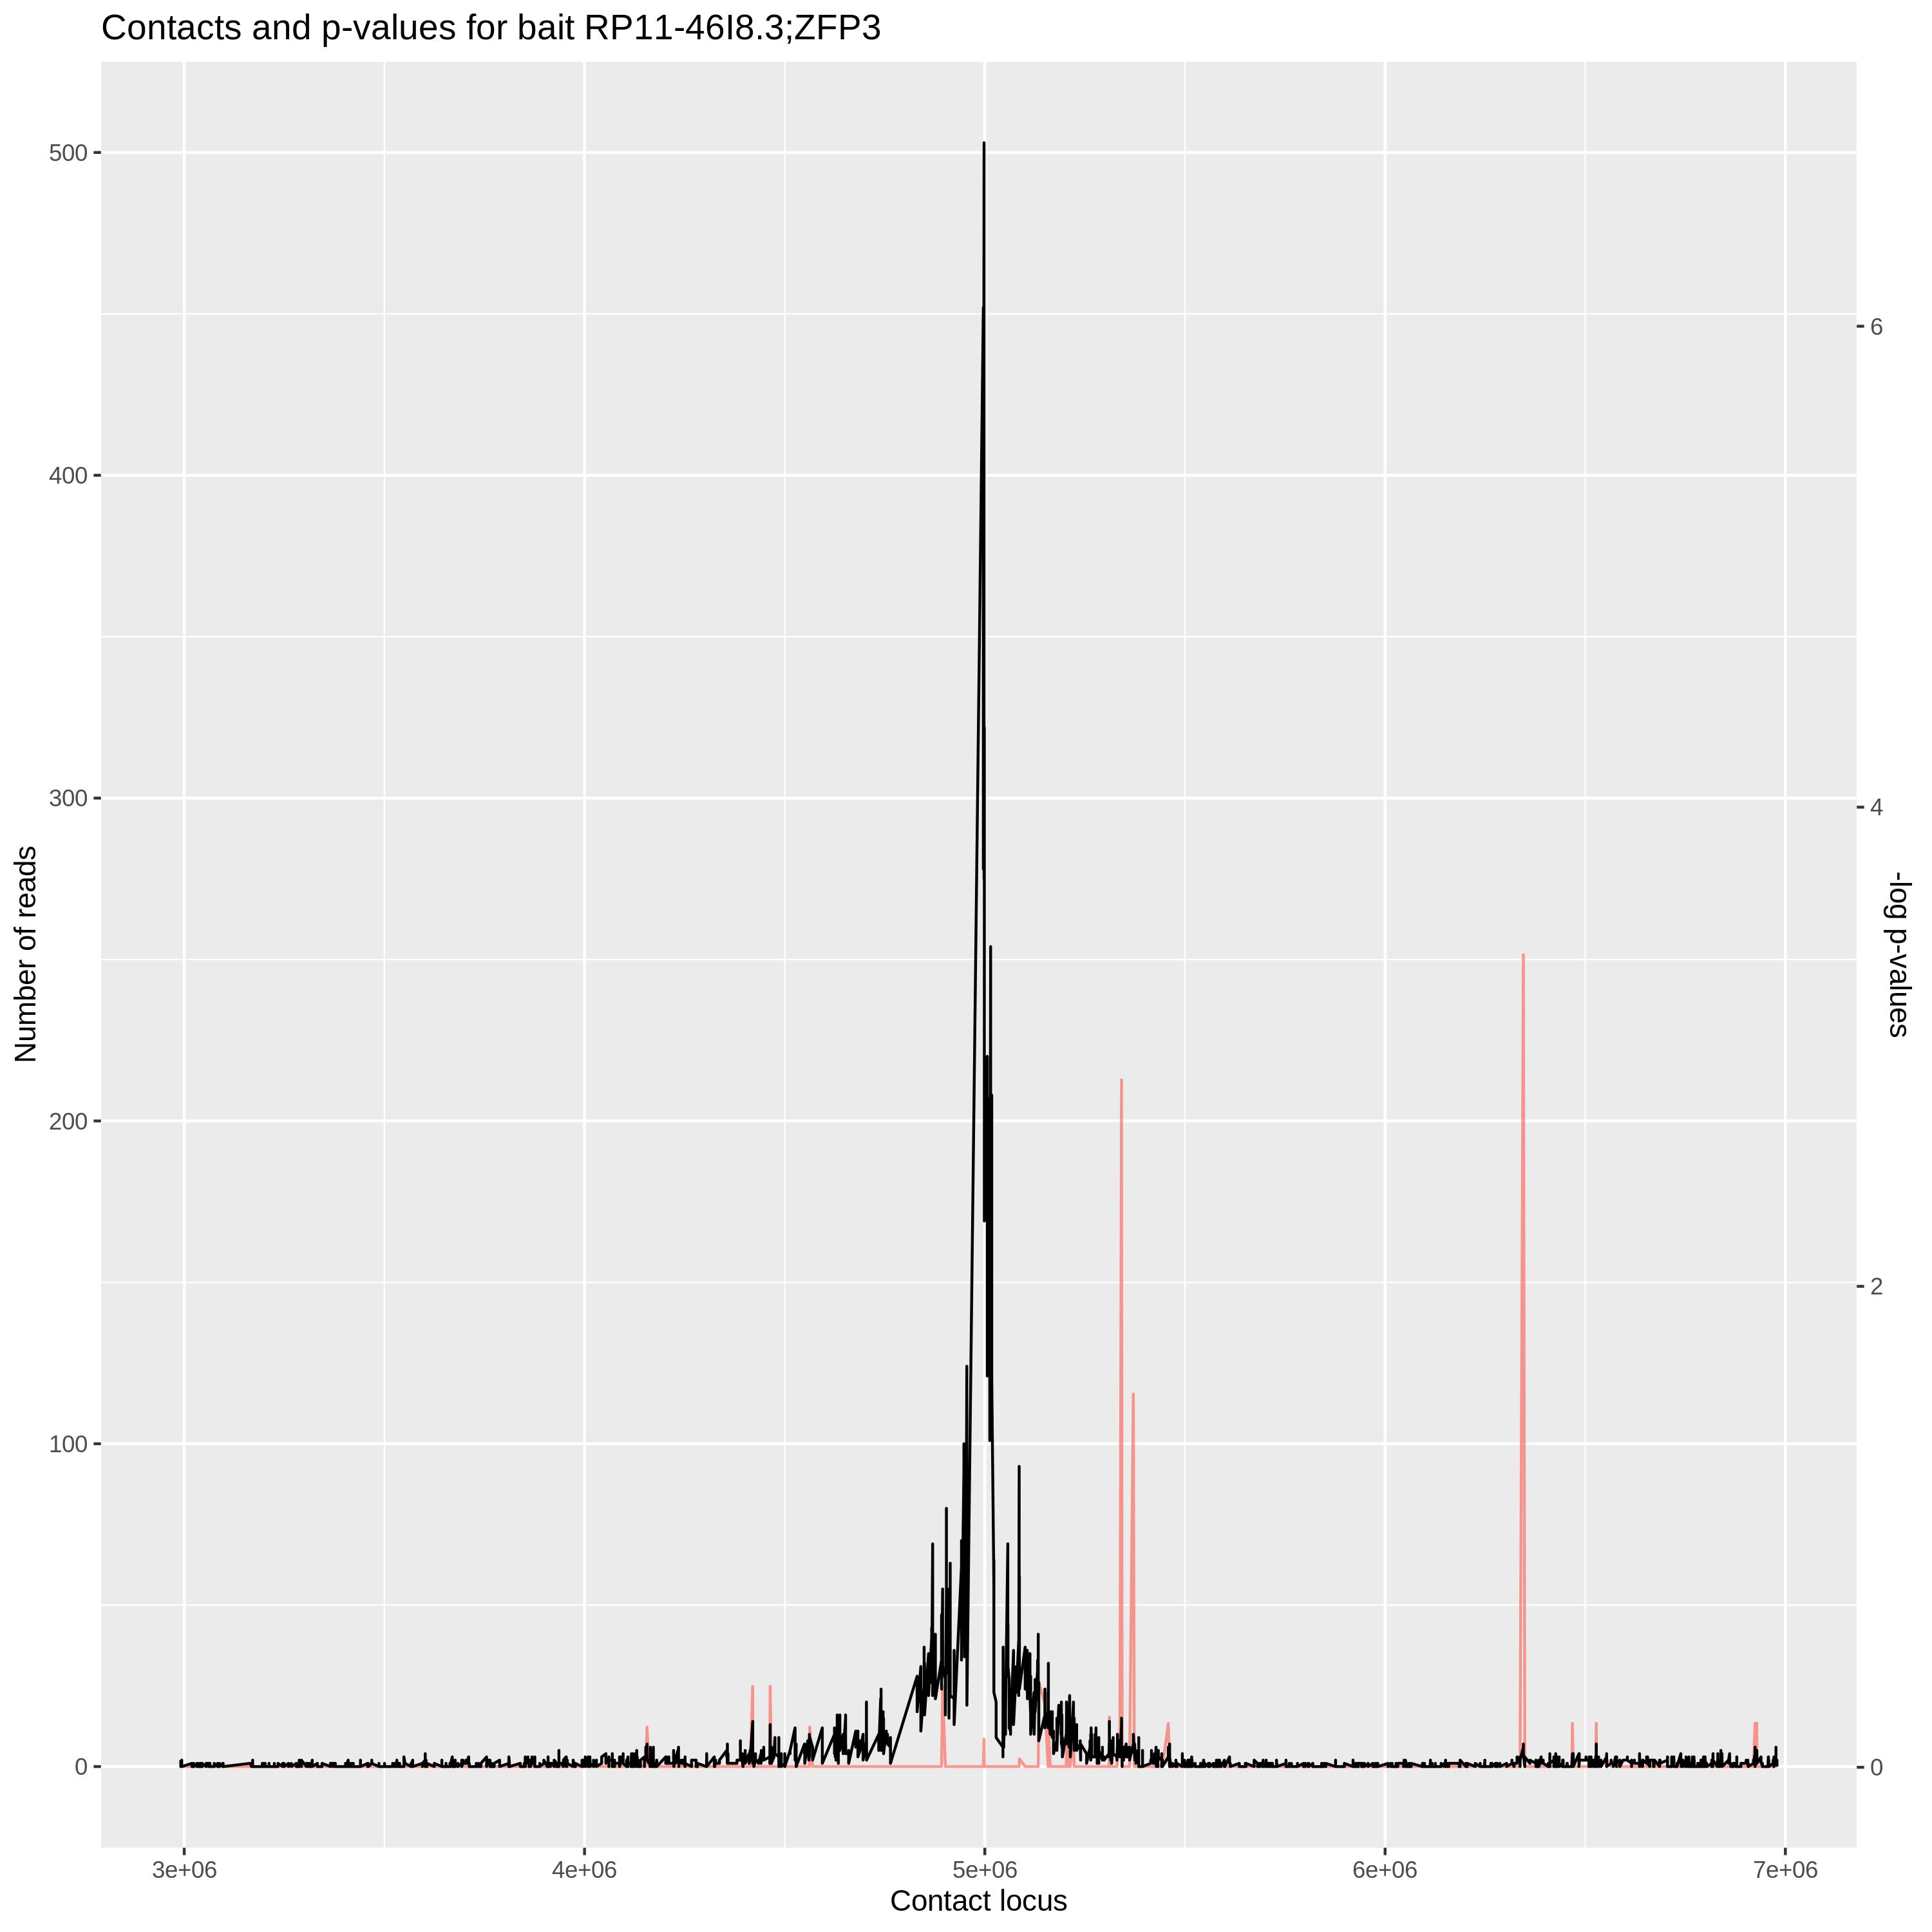 Contacts and p-values for bait RP11-46I8.3;ZFP3
500
400
300
200
100
0
Number of reads
6
4
2
0
-log p-values
3e+06
4e+06
5e+06
6e+06
7e+06
Contact locus